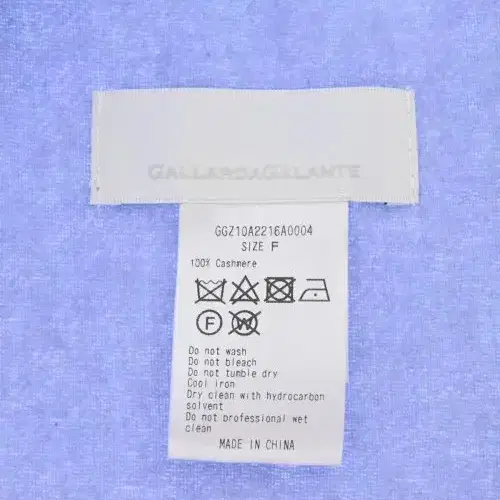 GALLARDAGALANTE
GGZ10A2216A0004
SIZE F
100% Cashmere
F
W
Do not wash
Do not bleach
Do not tumble dry
Cool iron
Dry clean with hydrocarbon
solvent
Do not professional wet
clean
MADE IN CHINA